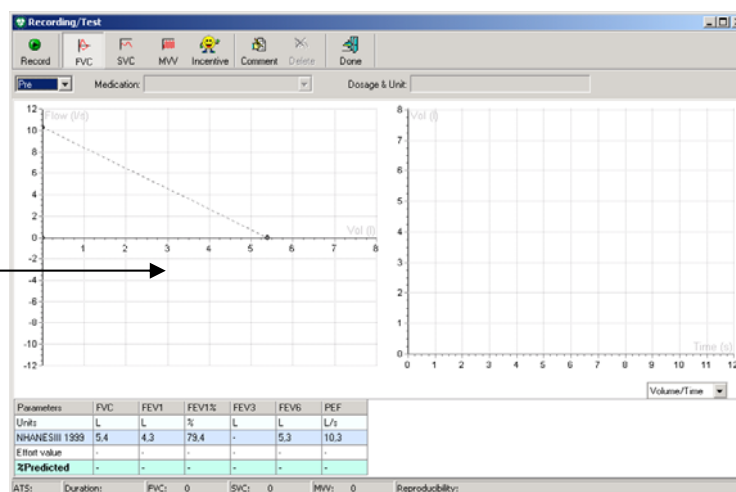 Recording/Test
Record FVC SVC MVV Incentive Comment Delete Done
Pre Medication: Dosage & Unit:
Flow (l/s)
12
10
8
6
4
2
0
-2
-4
-6
-8
-10
-12
1 2 3 4 5 6 7 8
Vol (l)
Vol (l)
8
7
6
5
4
3
2
1
0
0 1 2 3 4 5 6 7 8 9 10 11 12
Time (s)
Volume/Time
Parameters FVC FEV1 FEV1% FEV3 FEV6 PEF
Units L L % L L L/s
NHANESIII 1999 5,4 4,3 79,4 - 5,3 10,3
Effort value - - - - - -
%Predicted - - - - - -
ATS: Duration: FVC: 0 SVC: 0 MVV: 0 Reproducibility: